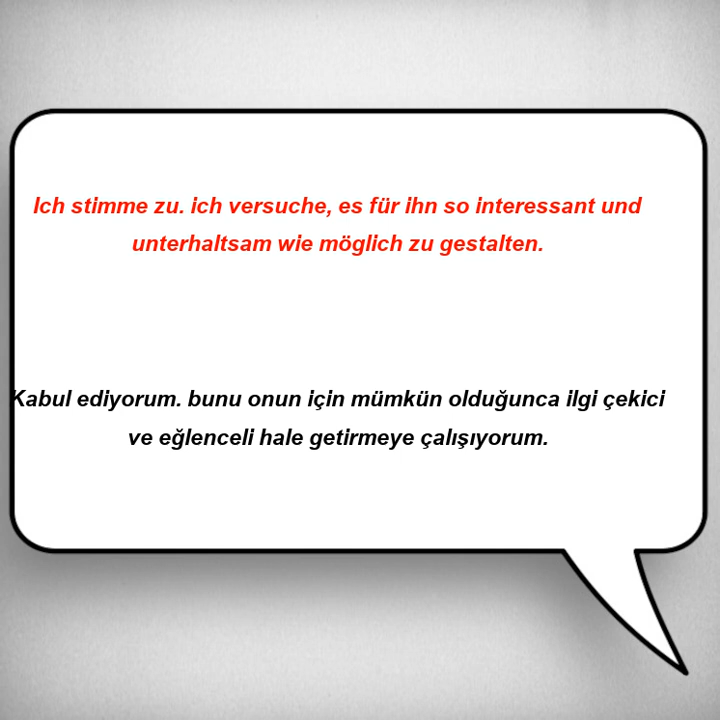 Ich stimme zu. ich versuche, es für ihn so interessant und
unterhaltsam wie möglich zu gestalten.
Kabul ediyorum. bunu onun için mümkün olduğunca ilgi çekici
ve eğlenceli hale getirmeye çalışıyorum.